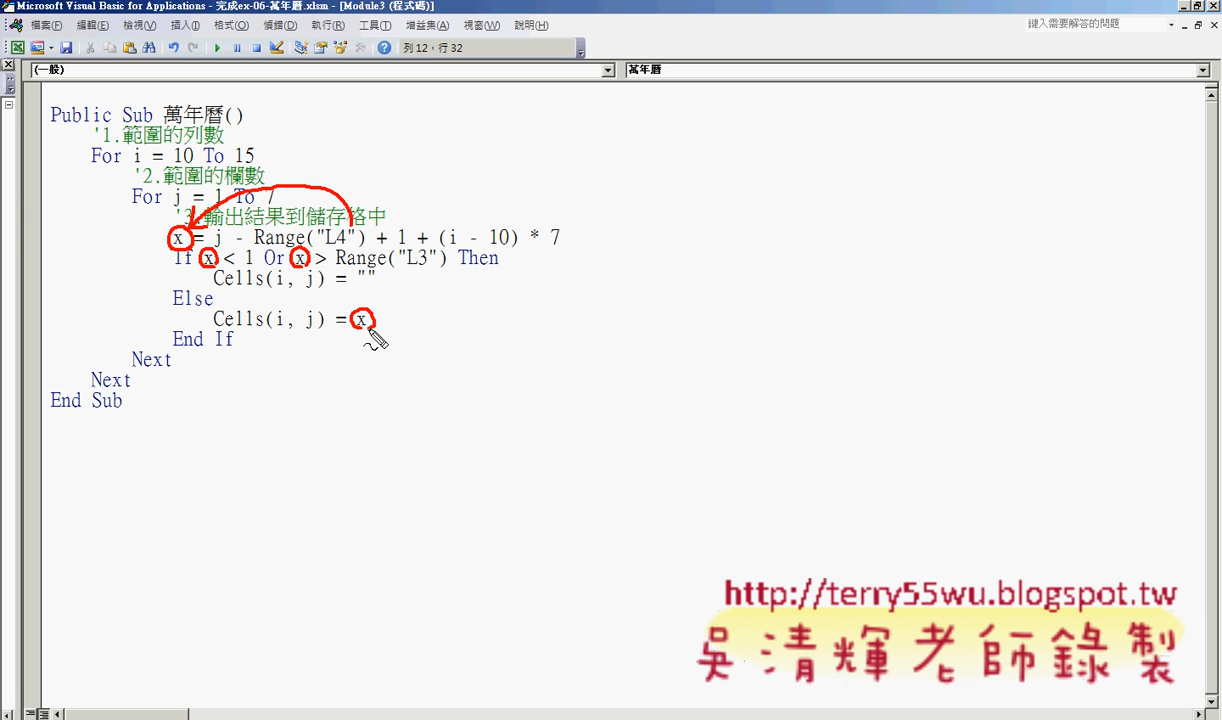 Microsoft Visual Basic for Applications - 完成ex-06-萬年曆.xlsm - [Module3 (程式碼)]
檔案(F) 編輯(E) 檢視(V) 插入(I) 格式(O) 偵錯(D) 執行(R) 工具(T) 增益集(A) 視窗(W) 說明(H) 鍵入需要解答的問題
列 12，行 32
(一般) 萬年曆
Public Sub 萬年曆()
'1.範圍的列數
For i = 10 To 15
'2.範圍的欄數
For j = 1 To 7
'3.輸出結果到儲存格中
x = j - Range("L4") + 1 + (i - 10) * 7
If x < 1 Or x > Range("L3") Then
Cells(i, j) = ""
Else
Cells(i, j) = x
End If
Next
Next
End Sub
http://terry55wu.blogspot.tw
吳清輝老師錄製